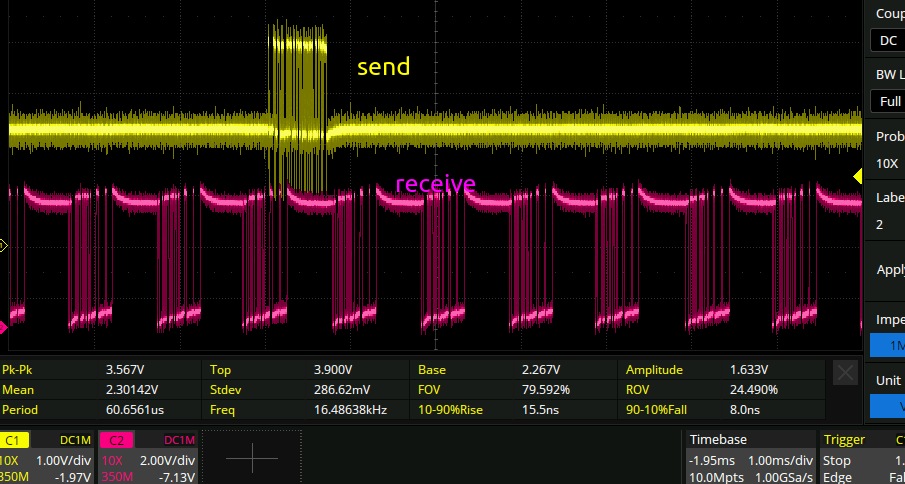 Coup
DC
send
BW L
Full
Prob
10X
receive
Labe
2
Apply
Impe
1M
Unit
Pk-Pk 3.567V Top 3.900V Base 2.267V Amplitude 1.633V
Mean 2.30142V Stdev 286.62mV FOV 79.592% ROV 24.490%
Period 60.6561us Freq 16.48638kHz 10-90%Rise 15.5ns 90-10%Fall 8.0ns
C1 DC1M C2 DC1M Timebase Trigger C
10X 1.00V/div 10X 2.00V/div -1.95ms 1.00ms/div Stop 1.
350M -1.97V 350M -7.13V 10.0Mpts 1.00GSa/s Edge Fal